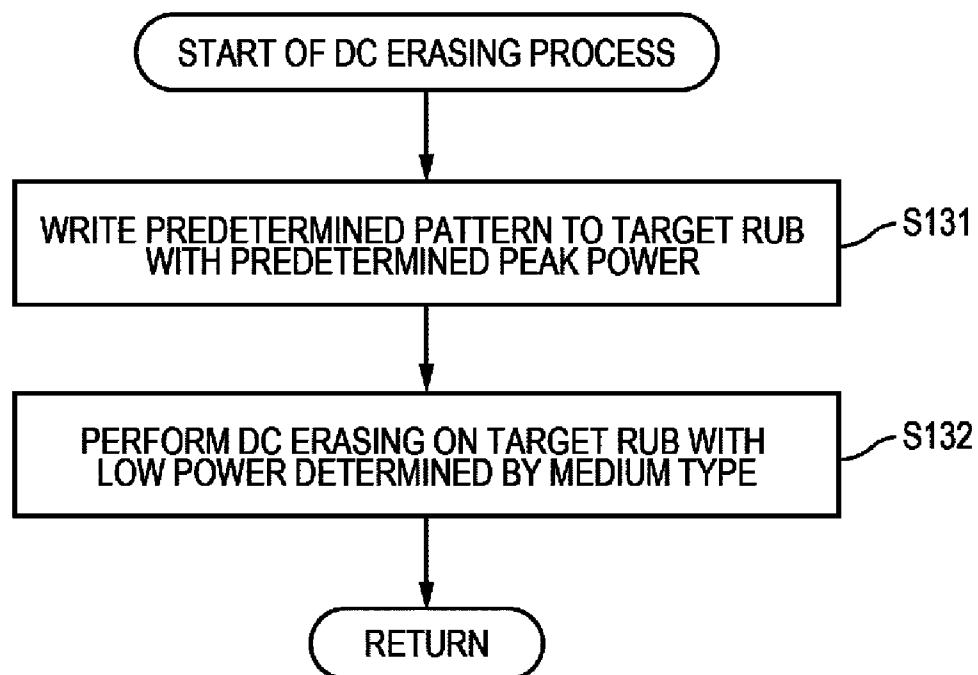 START OF DC ERASING PROCESS
WRITE PREDETERMINED PATTERN TO TARGET RUB
WITH PREDETERMINED PEAK POWER
S131
PERFORM DC ERASING ON TARGET RUB WITH
LOW POWER DETERMINED BY MEDIUM TYPE
S132
RETURN